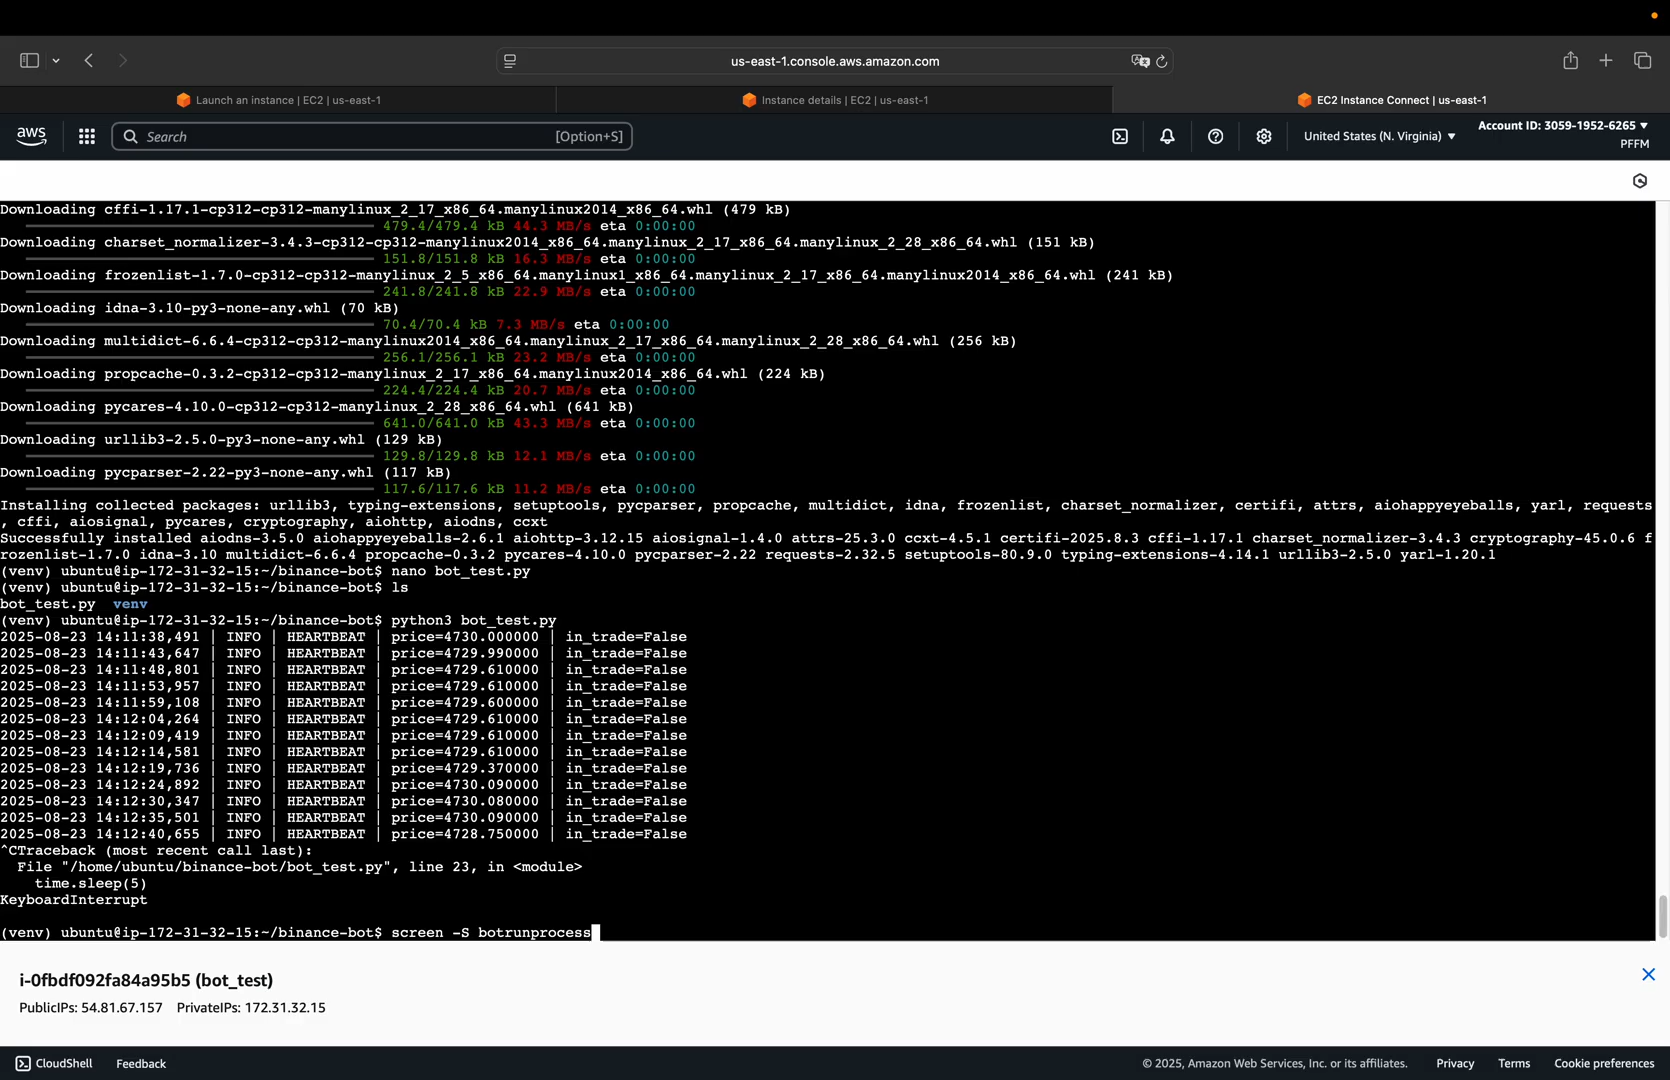 us-east-1.console.aws.amazon.com
Launch an instance | EC2 | us-east-1
Instance details | EC2 | us-east-1
EC2 Instance Connect | us-east-1
aws
Search
[Option+S]
United States (N. Virginia) ▼
Account ID: 3059-1952-6265 ▼
PFFM
Downloading cffi-1.17.1-cp312-cp312-manylinux_2_17_x86_64.manylinux2014_x86_64.whl (479 kB)
479.4/479.4 kB 44.3 MB/s eta 0:00:00
Downloading charset_normalizer-3.4.3-cp312-cp312-manylinux2014_x86_64.manylinux_2_17_x86_64.manylinux_2_28_x86_64.whl (151 kB)
151.8/151.8 kB 16.3 MB/s eta 0:00:00
Downloading frozenlist-1.7.0-cp312-cp312-manylinux_2_5_x86_64.manylinux1_x86_64.manylinux_2_17_x86_64.manylinux2014_x86_64.whl (241 kB)
241.8/241.8 kB 22.9 MB/s eta 0:00:00
Downloading idna-3.10-py3-none-any.whl (70 kB)
70.4/70.4 kB 7.3 MB/s eta 0:00:00
Downloading multidict-6.6.4-cp312-cp312-manylinux2014_x86_64.manylinux_2_17_x86_64.manylinux_2_28_x86_64.whl (256 kB)
256.1/256.1 kB 23.2 MB/s eta 0:00:00
Downloading propcache-0.3.2-cp312-cp312-manylinux_2_17_x86_64.manylinux2014_x86_64.whl (224 kB)
224.4/224.4 kB 20.7 MB/s eta 0:00:00
Downloading pycares-4.10.0-cp312-cp312-manylinux_2_28_x86_64.whl (641 kB)
641.0/641.0 kB 43.3 MB/s eta 0:00:00
Downloading urllib3-2.5.0-py3-none-any.whl (129 kB)
129.8/129.8 kB 12.1 MB/s eta 0:00:00
Downloading pycparser-2.22-py3-none-any.whl (117 kB)
117.6/117.6 kB 11.2 MB/s eta 0:00:00
Installing collected packages: urllib3, typing-extensions, setuptools, pycparser, propcache, multidict, idna, frozenlist, charset_normalizer, certifi, attrs, aiohappyeyeballs, yarl, requests
, cffi, aiosignal, pycares, cryptography, aiohttp, aiodns, ccxt
Successfully installed aiodns-3.5.0 aiohappyeyeballs-2.6.1 aiohttp-3.12.15 aiosignal-1.4.0 attrs-25.3.0 ccxt-4.5.1 certifi-2025.8.3 cffi-1.17.1 charset_normalizer-3.4.3 cryptography-45.0.6 f
rozenlist-1.7.0 idna-3.10 multidict-6.6.4 propcache-0.3.2 pycares-4.10.0 pycparser-2.22 requests-2.32.5 setuptools-80.9.0 typing-extensions-4.14.1 urllib3-2.5.0 yarl-1.20.1
(venv) ubuntu@ip-172-31-32-15:~/binance-bot$ nano bot_test.py
(venv) ubuntu@ip-172-31-32-15:~/binance-bot$ ls
bot_test.py  venv
(venv) ubuntu@ip-172-31-32-15:~/binance-bot$ python3 bot_test.py
2025-08-23 14:11:38,491 | INFO | HEARTBEAT | price=4730.000000 | in_trade=False
2025-08-23 14:11:43,647 | INFO | HEARTBEAT | price=4729.990000 | in_trade=False
2025-08-23 14:11:48,801 | INFO | HEARTBEAT | price=4729.610000 | in_trade=False
2025-08-23 14:11:53,957 | INFO | HEARTBEAT | price=4729.610000 | in_trade=False
2025-08-23 14:11:59,108 | INFO | HEARTBEAT | price=4729.600000 | in_trade=False
2025-08-23 14:12:04,264 | INFO | HEARTBEAT | price=4729.610000 | in_trade=False
2025-08-23 14:12:09,419 | INFO | HEARTBEAT | price=4729.610000 | in_trade=False
2025-08-23 14:12:14,581 | INFO | HEARTBEAT | price=4729.610000 | in_trade=False
2025-08-23 14:12:19,736 | INFO | HEARTBEAT | price=4729.370000 | in_trade=False
2025-08-23 14:12:24,892 | INFO | HEARTBEAT | price=4730.090000 | in_trade=False
2025-08-23 14:12:30,347 | INFO | HEARTBEAT | price=4730.080000 | in_trade=False
2025-08-23 14:12:35,501 | INFO | HEARTBEAT | price=4730.090000 | in_trade=False
2025-08-23 14:12:40,655 | INFO | HEARTBEAT | price=4728.750000 | in_trade=False
^CTraceback (most recent call last):
File "/home/ubuntu/binance-bot/bot_test.py", line 23, in <module>
time.sleep(5)
KeyboardInterrupt
(venv) ubuntu@ip-172-31-32-15:~/binance-bot$ screen -S botrunprocess
i-0fbdf092fa84a95b5 (bot_test)
PublicIPs: 54.81.67.157 PrivateIPs: 172.31.32.15
CloudShell
Feedback
© 2025, Amazon Web Services, Inc. or its affiliates.
Privacy
Terms
Cookie preferences